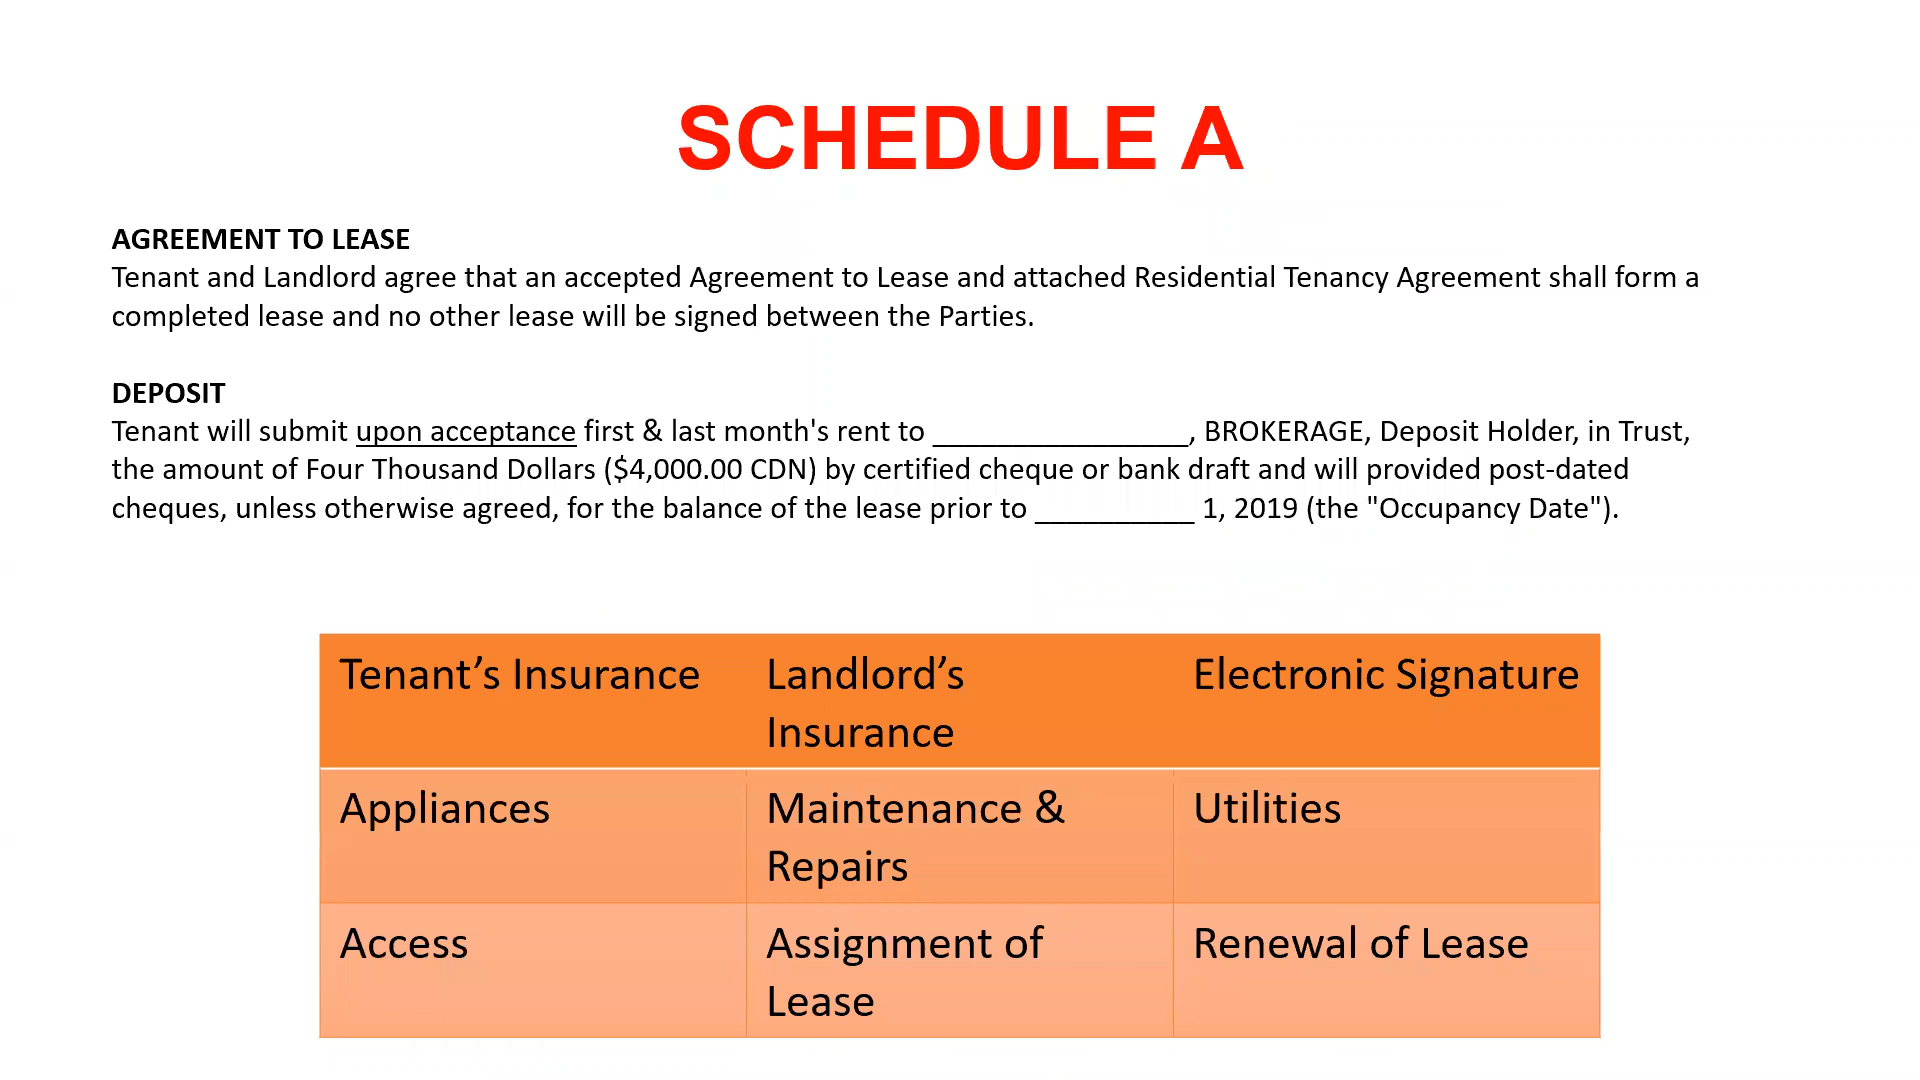 SCHEDULE A
AGREEMENT TO LEASE
Tenant and Landlord agree that an accepted Agreement to Lease and attached Residential Tenancy Agreement shall form a
completed lease and no other lease will be signed between the Parties.
DEPOSIT
Tenant will submit upon acceptance first & last month's rent to ________________, BROKERAGE, Deposit Holder, in Trust,
the amount of Four Thousand Dollars ($4,000.00 CDN) by certified cheque or bank draft and will provided post-dated
cheques, unless otherwise agreed, for the balance of the lease prior to __________ 1, 2019 (the "Occupancy Date").
Tenant’s Insurance
Landlord’s
Insurance
Electronic Signature
Appliances
Maintenance &
Repairs
Utilities
Access
Assignment of
Lease
Renewal of Lease